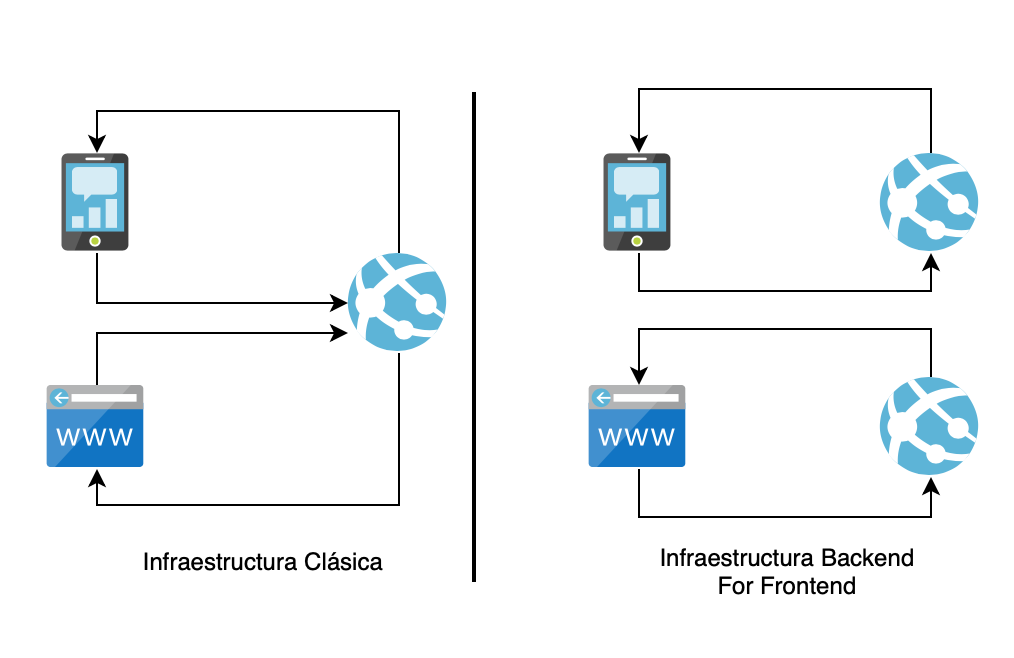 WWW
Infraestructura Clásica
WWW
Infraestructura Backend
For Frontend